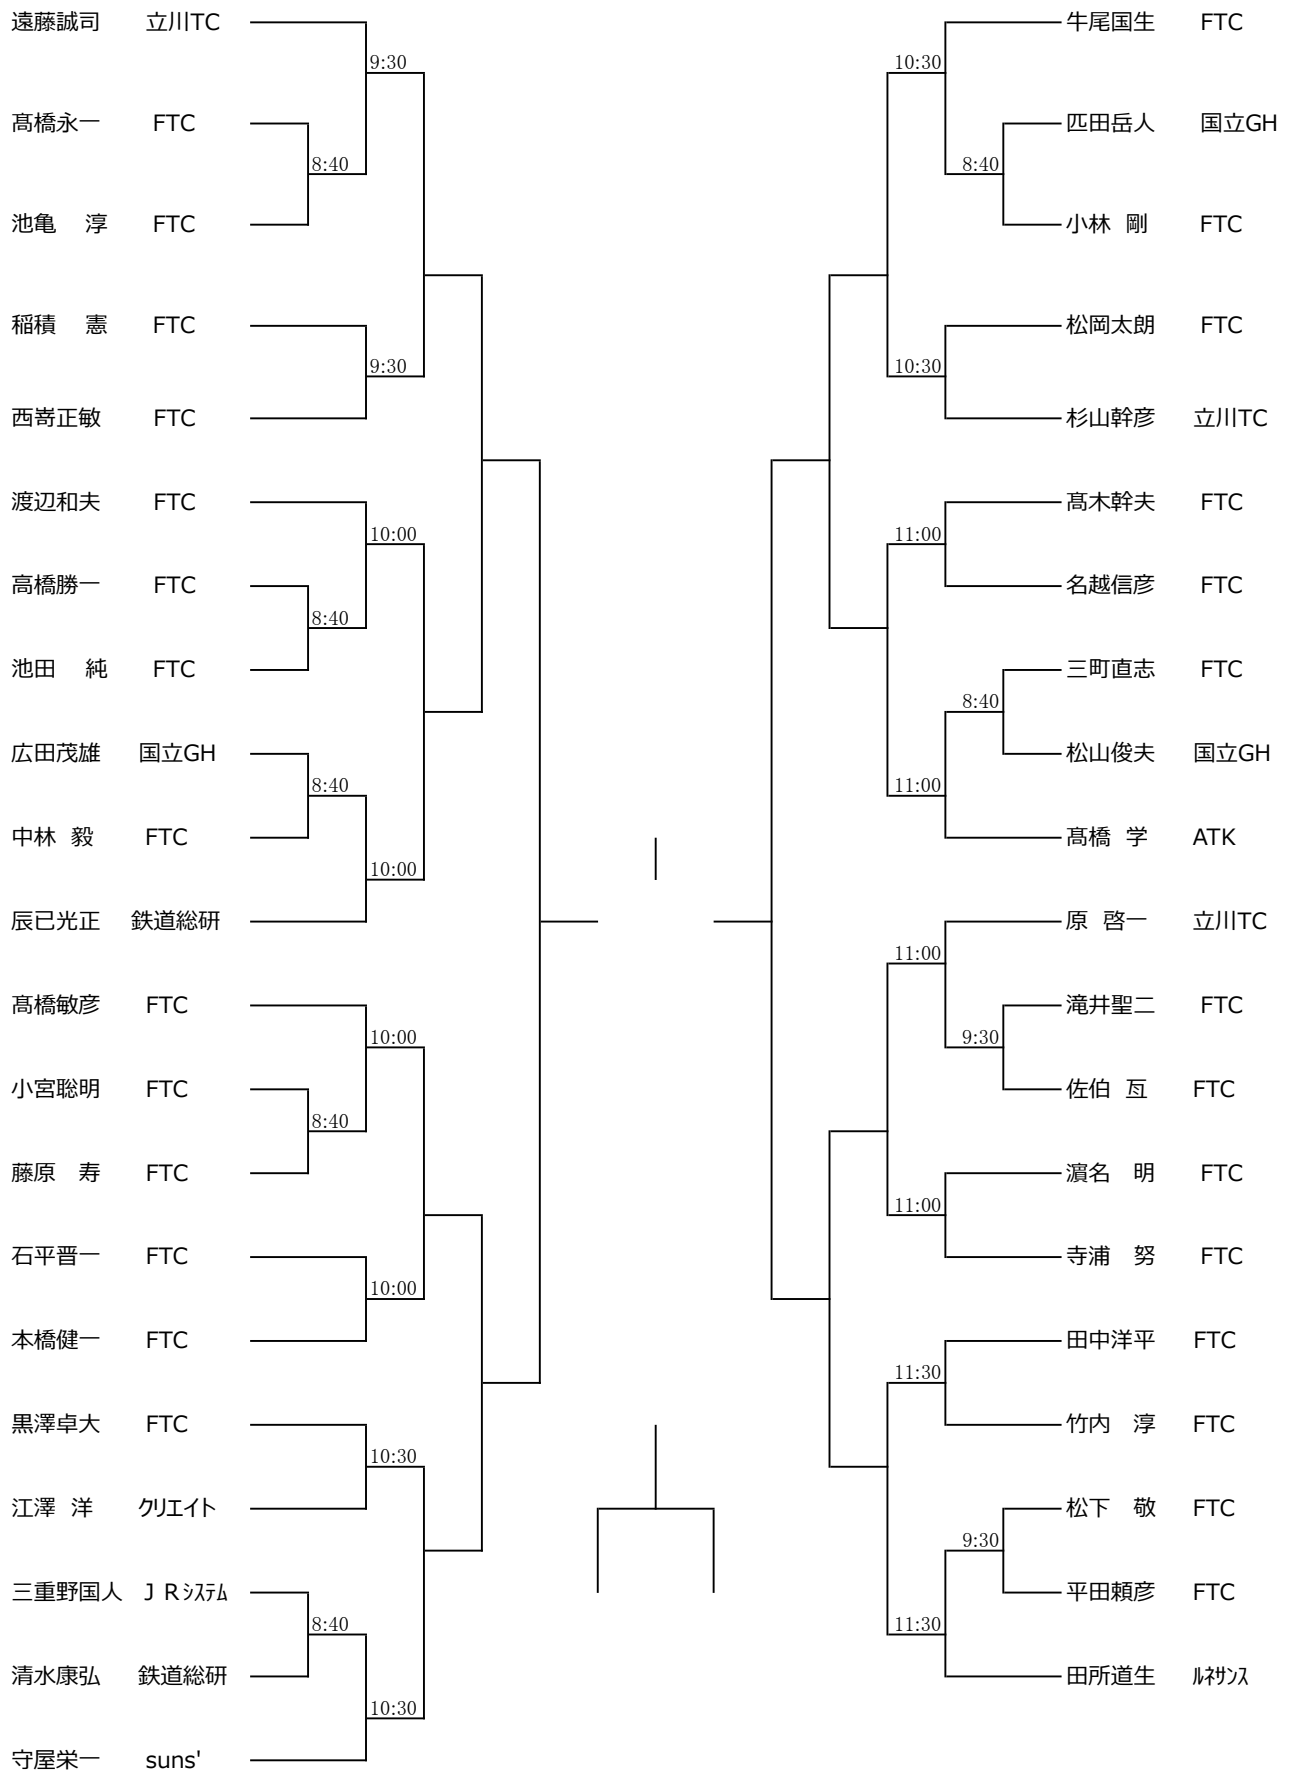 遠藤誠司 立川TC
9:30
髙橋永一 FTC
8:40
池亀 淳 FTC
稲積 憲 FTC
9:30
西嵜正敏 FTC
渡辺和夫 FTC
10:00
高橋勝一 FTC
8:40
池田 純 FTC
広田茂雄 国立GH
8:40
中林 毅 FTC
10:00
辰已光正 鉄道総研
髙橋敏彦 FTC
10:00
小宮聡明 FTC
8:40
藤原 寿 FTC
石平晋一 FTC
10:00
本橋健一 FTC
黒澤卓大 FTC
10:30
江澤 洋 クリエイト
三重野国人 ＪＲｼｽﾃﾑ
8:40
清水康弘 鉄道総研
10:30
守屋栄一 suns'
牛尾国生 FTC
10:30
匹田岳人 国立GH
8:40
小林 剛 FTC
松岡太朗 FTC
10:30
杉山幹彦 立川TC
髙木幹夫 FTC
11:00
名越信彦 FTC
三町直志 FTC
8:40
松山俊夫 国立GH
11:00
髙橋 学 ATK
原 啓一 立川TC
11:00
滝井聖二 FTC
9:30
佐伯 亙 FTC
濵名 明 FTC
11:00
寺浦 努 FTC
田中洋平 FTC
11:30
竹内 淳 FTC
松下 敬 FTC
9:30
平田頼彦 FTC
11:30
田所道生 ﾙﾈｻﾝｽ